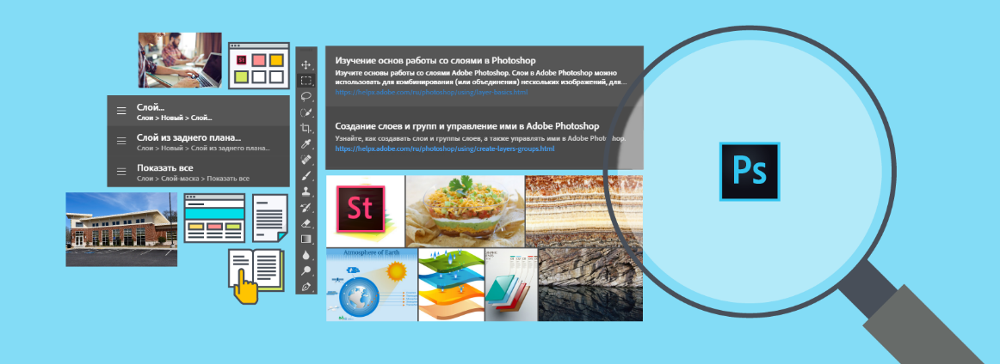 St
Изучение основ работы со слоями в Photoshop
Изучите основы работы со слоями Adobe Photoshop. Слои в Adobe Photoshop можно
использовать для комбинирования (или объединения) нескольких изображений, для...
https://helpx.adobe.com/ru/photoshop/using/layer-basics.html
Слой...
Слои > Новый > Слой...
Слой из заднего плана...
Слои > Новый > Слой из заднего плана...
Показать все
Слои > Слой-маска > Показать все
Создание слоев и групп и управление ими в Adobe Photoshop
Узнайте, как создавать слои и группы слоев, а также управлять ими в Adobe Photoshop.
https://helpx.adobe.com/ru/photoshop/using/create-layers-groups.html
Ps
St
Atmosphere of Earth